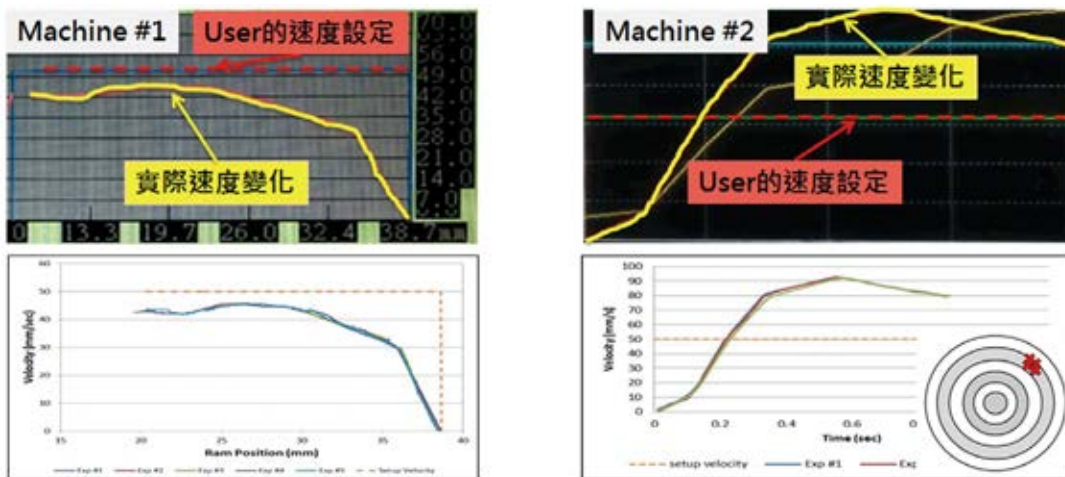 Machine #1
User的速度設定
實際速度變化
70.0
56.0
49.0
42.0
35.0
28.0
21.0
14.0
7.0
0
13.3
19.7
26.0
32.4
38.7
Machine #2
實際速度變化
User的速度設定
60
50
40
30
20
10
0
Velocity (mm/sec)
15
20
25
30
35
40
Ram Position (mm)
Exp #1
Exp #2
Exp #3
Exp #4
Exp #5
Setup Velocity
100
90
80
70
60
50
40
30
20
10
0
Velocity (mm/s)
0
0.2
0.4
0.6
0
Time (sec)
setup velocity
Exp #1
Exp